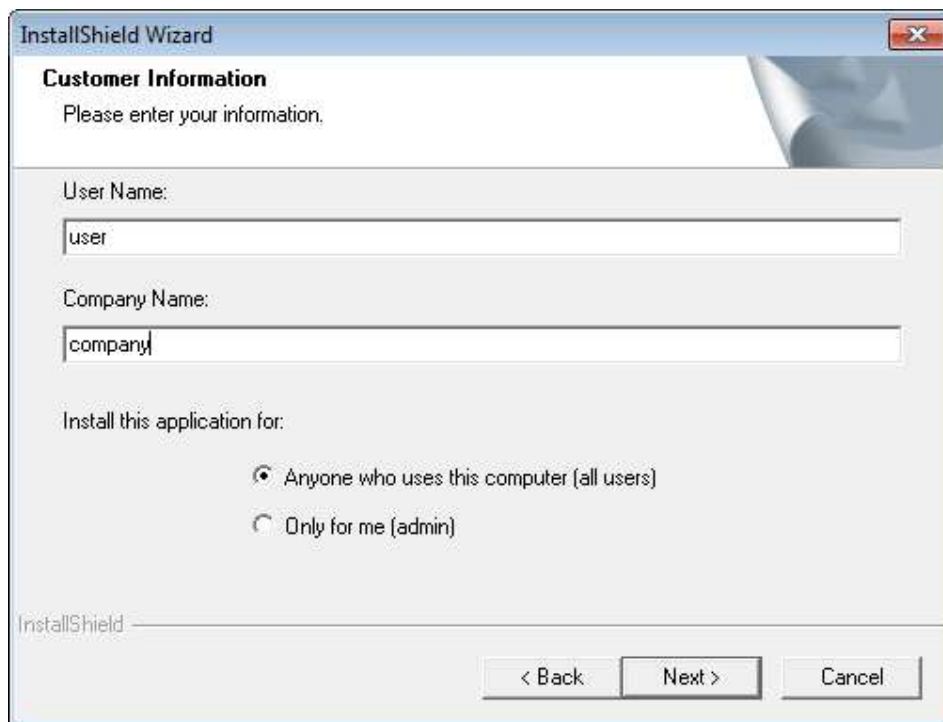 InstallShield Wizard
Customer Information
Please enter your information.
User Name:
user
Company Name:
company
Install this application for:
Anyone who uses this computer (all users)
Only for me (admin)
InstallShield
< Back Next > Cancel